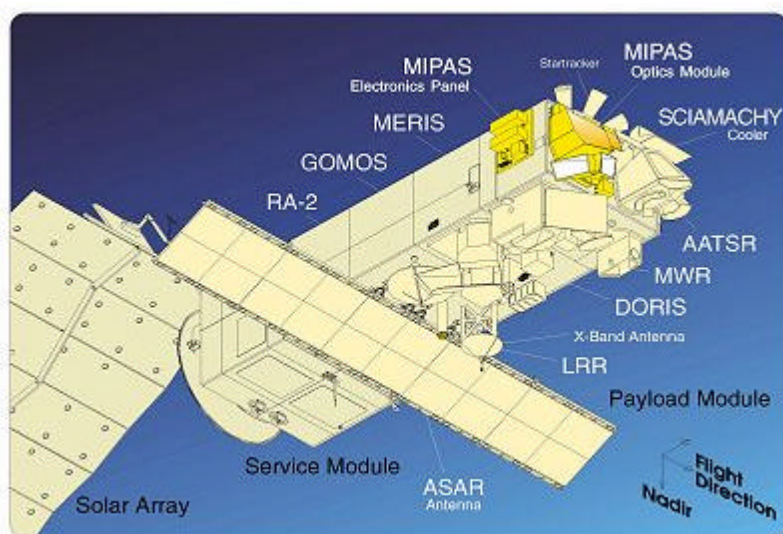 MIPAS
Electronics Panel
Startracker
MIPAS
Optics Module
MERIS
SCIAMACHY
Cooler
GOMOS
RA-2
AATSR
MWR
DORIS
X-Band Antenna
LRR
Payload Module
Service Module
ASAR
Antenna
Solar Array
Flight
Direction
Nadir